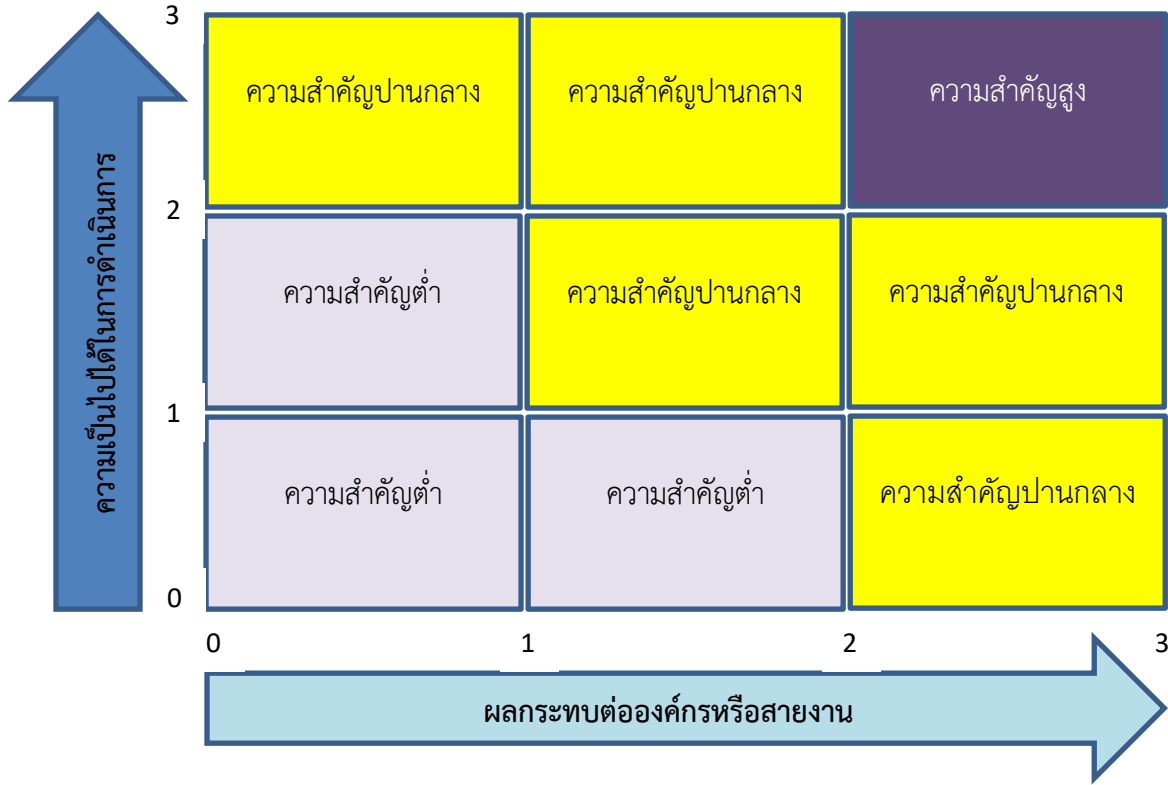 3
ความสำคัญปานกลาง
ความสำคัญปานกลาง
ความสำคัญสูง
2
ความสำคัญต่ำ
ความสำคัญปานกลาง
ความสำคัญปานกลาง
1
ความสำคัญต่ำ
ความสำคัญต่ำ
ความสำคัญปานกลาง
0
ความเป็นไปได้ในการดำเนินการ
0
1
2
3
ผลกระทบต่อองค์กรหรือสายงาน